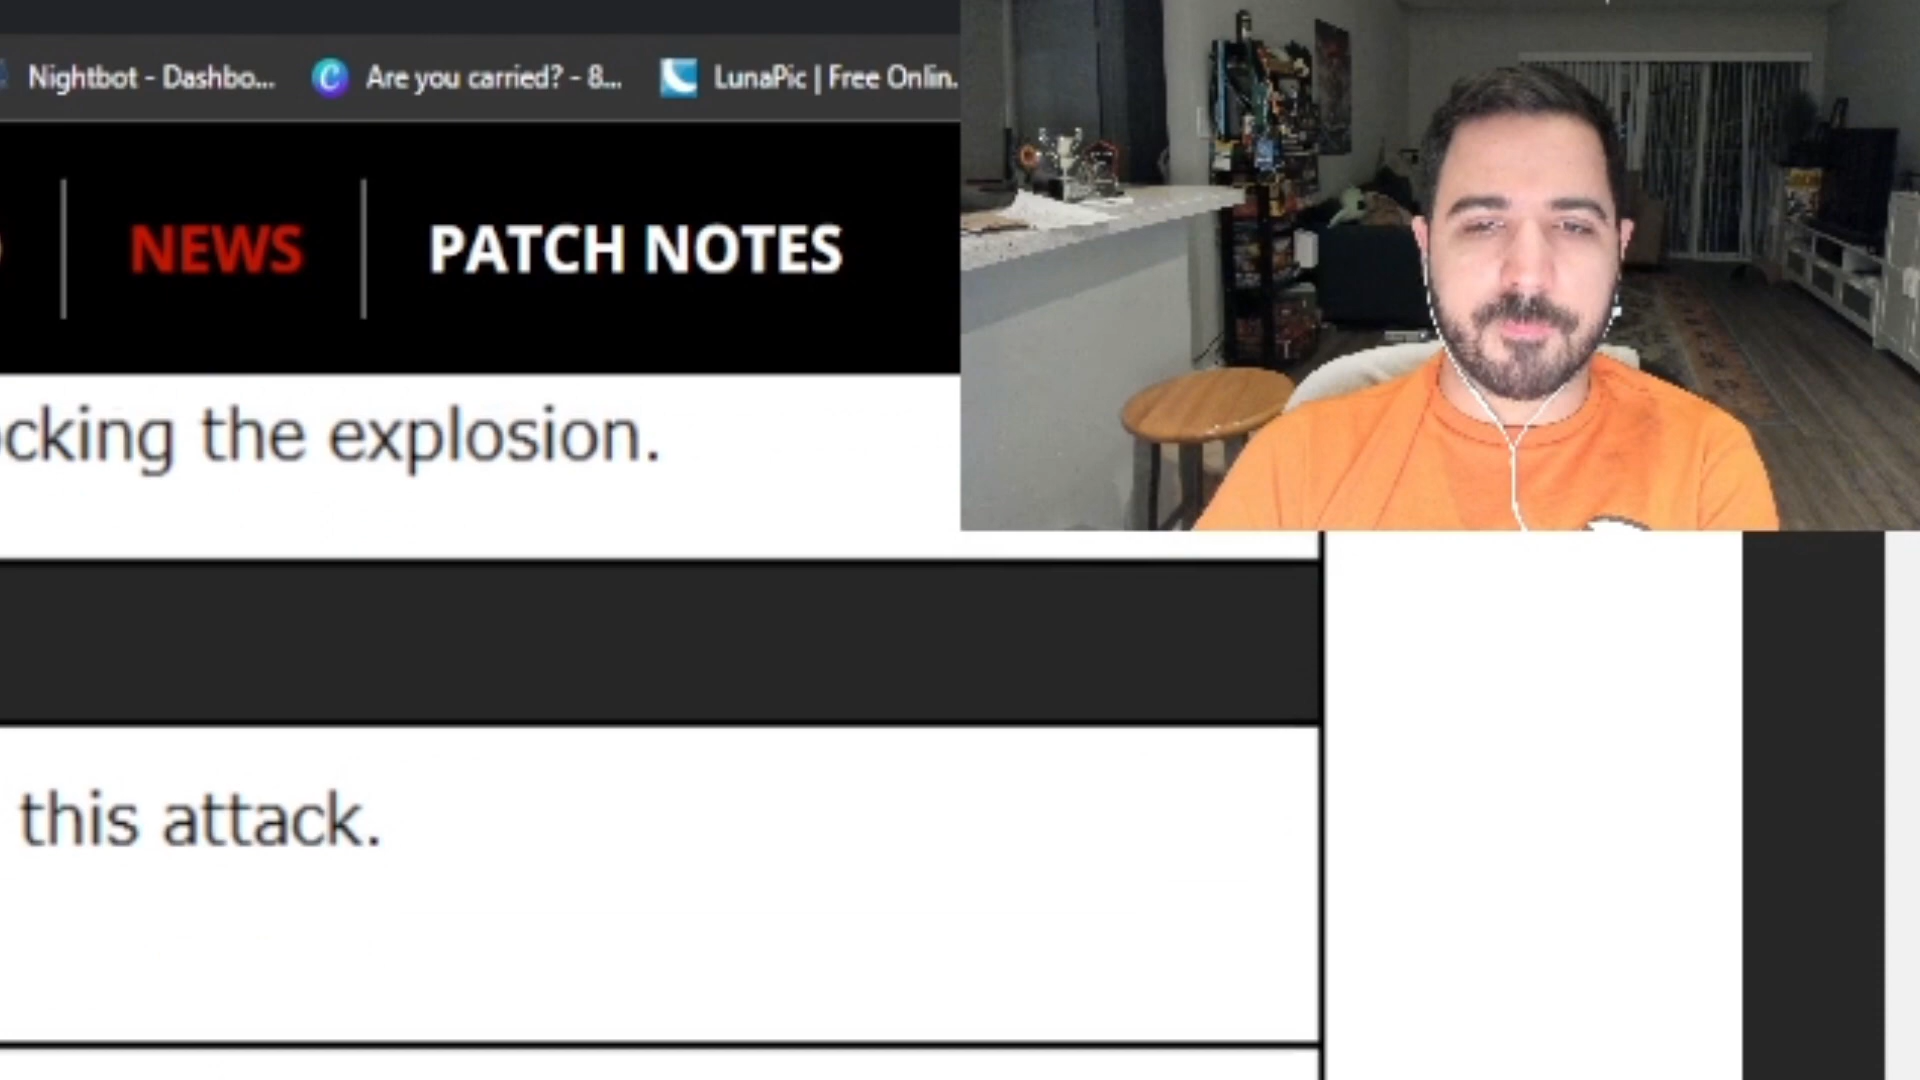 Nightbot - Dashbo... Are you carried? - 8... LunaPic | Free Onlin.
NEWS PATCH NOTES
cking the explosion.
this attack.